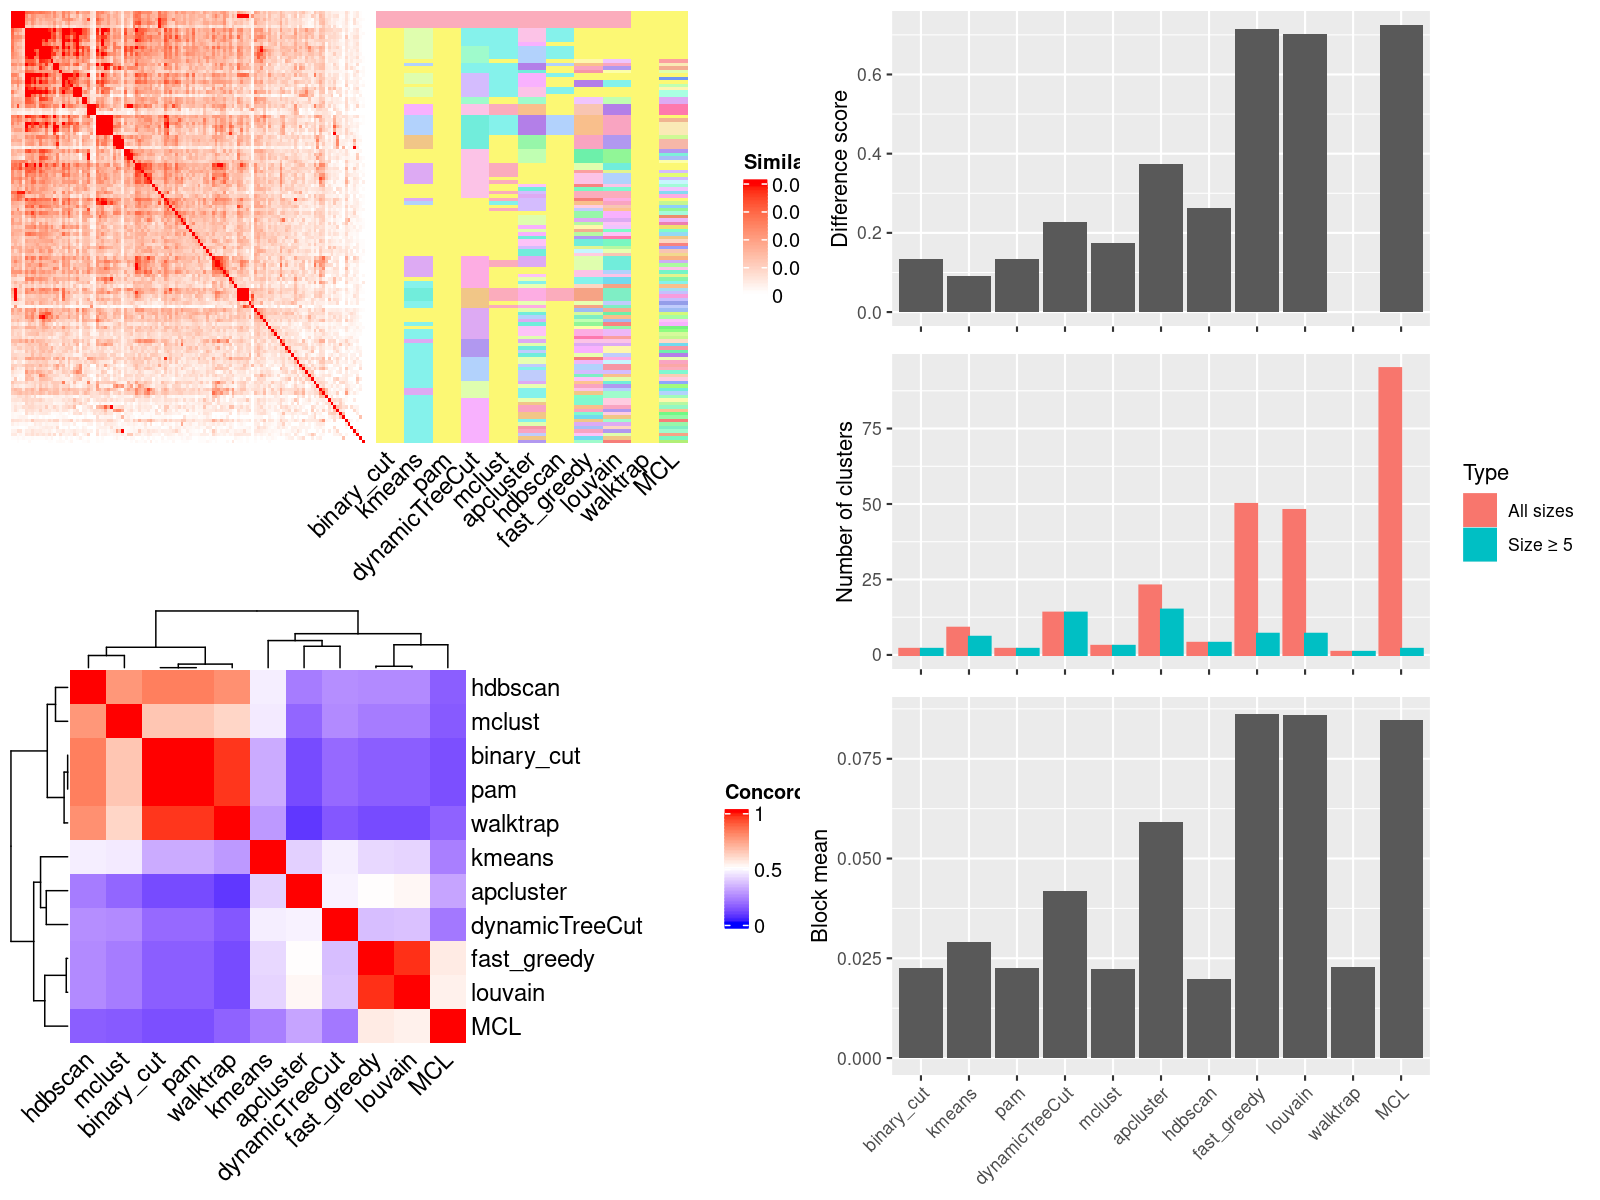 Simila
0.0
0.0
0.0
0.0
0
binary_cut
kmeans
pam
dynamicTreeCut
mclust
apcluster
hdbscan
fast_greedy
louvain
walktrap
MCL
hdbscan
mclust
binary_cut
pam
walktrap
kmeans
apcluster
dynamicTreeCut
fast_greedy
louvain
MCL
hdbscan
mclust
binary_cut
pam
walktrap
kmeans
apcluster
dynamicTreeCut
fast_greedy
louvain
MCL
Concord
1
0.5
0
Difference score
0.6
0.4
0.2
0.0
Number of clusters
75
50
25
0
Type
All sizes
Size ≥ 5
Block mean
0.075
0.050
0.025
0.000
binary_cut
kmeans
pam
dynamicTreeCut
mclust
apcluster
hdbscan
fast_greedy
louvain
walktrap
MCL